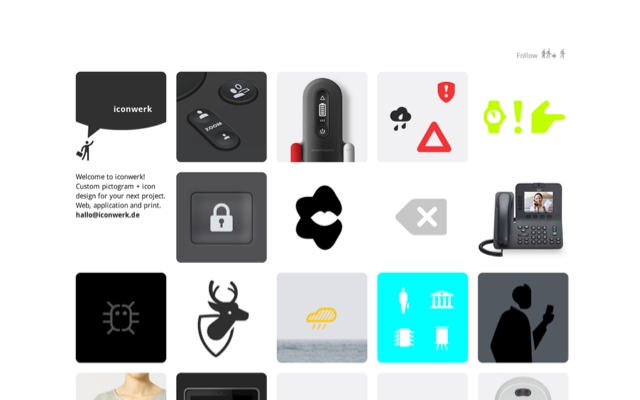 Follow
iconwerk
ZOOM
Welcome to iconwerk!
Custom pictogram + icon
design for your next project.
Web, application and print.
hallo@iconwerk.de